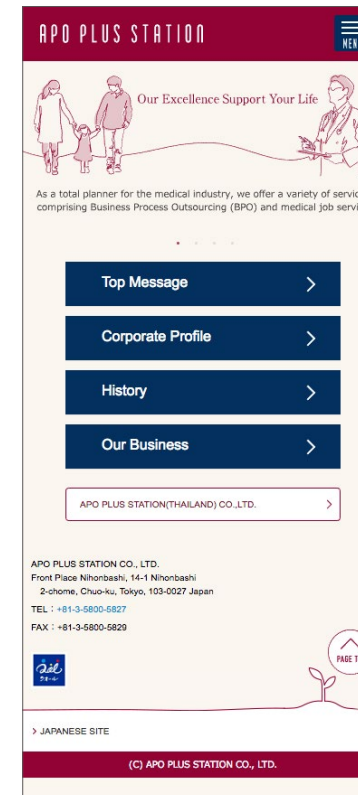 APO PLUS STATION
MEN
Our Excellence Support Your Life
As a total planner for the medical industry, we offer a variety of servic
comprising Business Process Outsourcing (BPO) and medical job servi
Top Message
Corporate Profile
History
Our Business
APO PLUS STATION(THAILAND) CO.,LTD.
APO PLUS STATION CO., LTD.
Front Place Nihonbashi, 14-1 Nihonbashi
2-chome, Chuo-ku, Tokyo, 103-0027 Japan
TEL：+81-3-5800-5827
FAX：+81-3-5800-5829
PAGE T
JAPANESE SITE
(C) APO PLUS STATION CO., LTD.